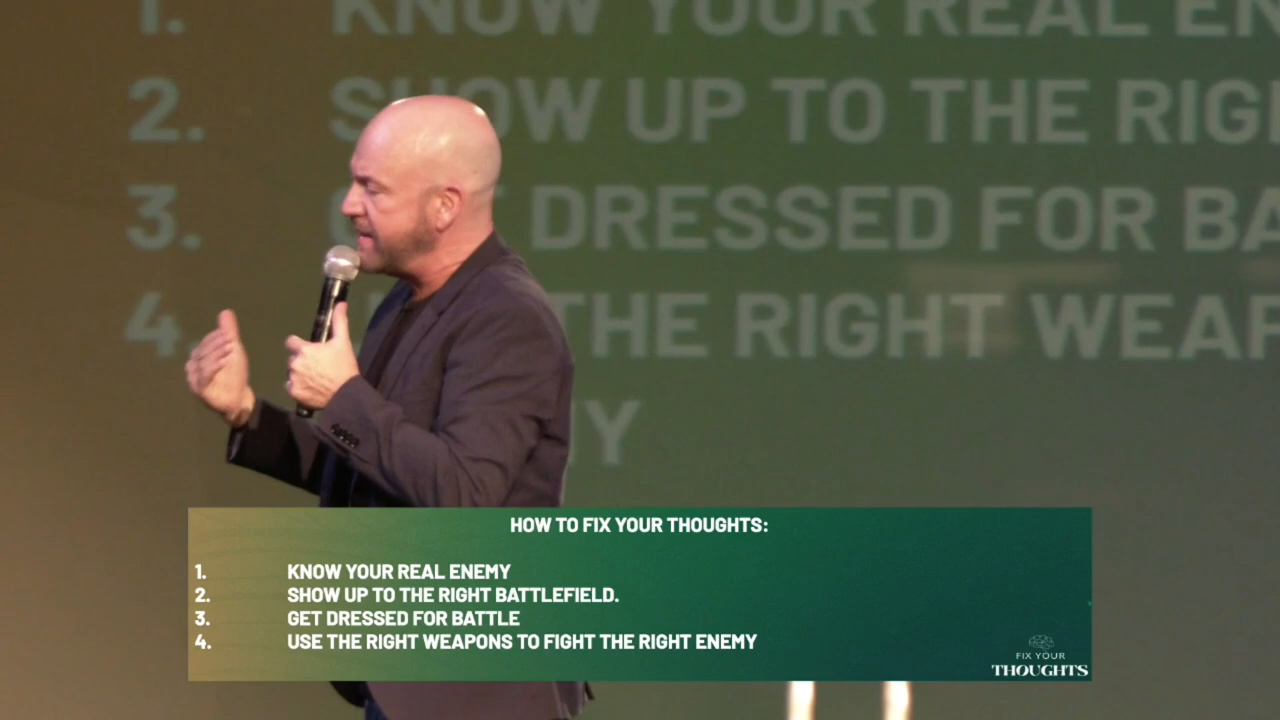 1. KNOW YOUR REAL EN
2. SHOW UP TO THE RIG
3. DRESSED FOR BA
4. THE RIGHT WEAP
HOW TO FIX YOUR THOUGHTS:
1. KNOW YOUR REAL ENEMY
2. SHOW UP TO THE RIGHT BATTLEFIELD.
3. GET DRESSED FOR BATTLE
4. USE THE RIGHT WEAPONS TO FIGHT THE RIGHT ENEMY
FIX YOUR
THOUGHTS